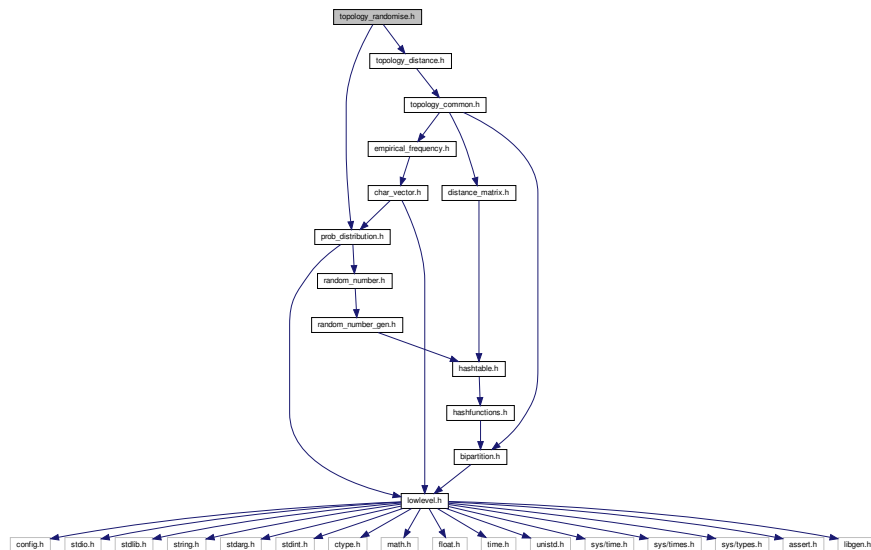 topology_randomise.h
topology_distance.h
topology_common.h
empirical_frequency.h
char_vector.h
distance_matrix.h
prob_distribution.h
random_number.h
random_number_gen.h
hashtable.h
hashfunctions.h
bipartition.h
lowlevel.h
config.h stdio.h stdlib.h string.h stdarg.h stdint.h ctype.h math.h float.h time.h unistd.h sys/time.h sys/times.h sys/types.h assert.h libgen.h